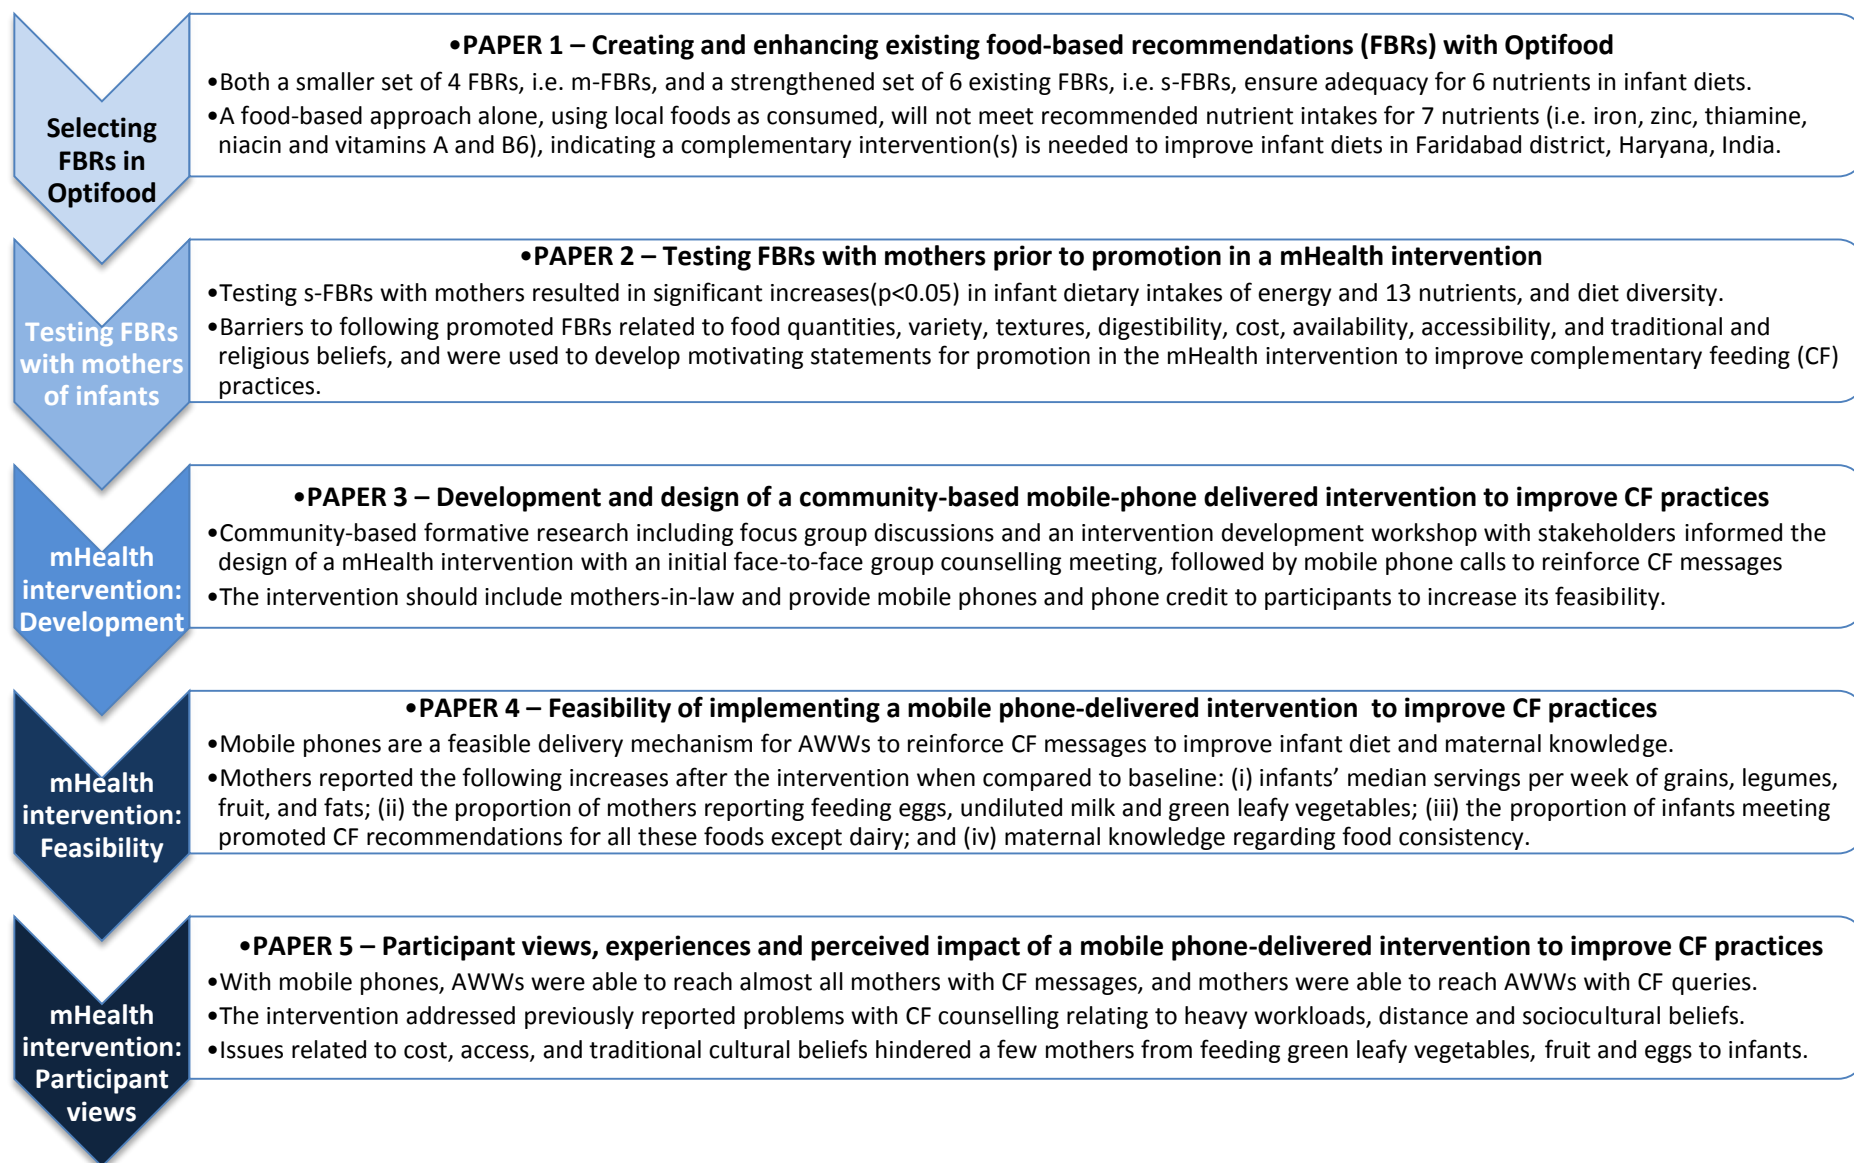 Selecting
FBRs in
Optifood
•PAPER 1 – Creating and enhancing existing food-based recommendations (FBRs) with Optifood
•Both a smaller set of 4 FBRs, i.e. m-FBRs, and a strengthened set of 6 existing FBRs, i.e. s-FBRs, ensure adequacy for 6 nutrients in infant diets.
•A food-based approach alone, using local foods as consumed, will not meet recommended nutrient intakes for 7 nutrients (i.e. iron, zinc, thiamine,
niacin and vitamins A and B6), indicating a complementary intervention(s) is needed to improve infant diets in Faridabad district, Haryana, India.
Testing FBRs
with mothers
of infants
•PAPER 2 – Testing FBRs with mothers prior to promotion in a mHealth intervention
•Testing s-FBRs with mothers resulted in significant increases(p<0.05) in infant dietary intakes of energy and 13 nutrients, and diet diversity.
•Barriers to following promoted FBRs related to food quantities, variety, textures, digestibility, cost, availability, accessibility, and traditional and
religious beliefs, and were used to develop motivating statements for promotion in the mHealth intervention to improve complementary feeding (CF)
practices.
mHealth
intervention:
Development
•PAPER 3 – Development and design of a community-based mobile-phone delivered intervention to improve CF practices
•Community-based formative research including focus group discussions and an intervention development workshop with stakeholders informed the
design of a mHealth intervention with an initial face-to-face group counselling meeting, followed by mobile phone calls to reinforce CF messages
•The intervention should include mothers-in-law and provide mobile phones and phone credit to participants to increase its feasibility.
mHealth
intervention:
Feasibility
•PAPER 4 – Feasibility of implementing a mobile phone-delivered intervention to improve CF practices
•Mobile phones are a feasible delivery mechanism for AWWs to reinforce CF messages to improve infant diet and maternal knowledge.
•Mothers reported the following increases after the intervention when compared to baseline: (i) infants’ median servings per week of grains, legumes,
fruit, and fats; (ii) the proportion of mothers reporting feeding eggs, undiluted milk and green leafy vegetables; (iii) the proportion of infants meeting
promoted CF recommendations for all these foods except dairy; and (iv) maternal knowledge regarding food consistency.
mHealth
intervention:
Participant
views
•PAPER 5 – Participant views, experiences and perceived impact of a mobile phone-delivered intervention to improve CF practices
•With mobile phones, AWWs were able to reach almost all mothers with CF messages, and mothers were able to reach AWWs with CF queries.
•The intervention addressed previously reported problems with CF counselling relating to heavy workloads, distance and sociocultural beliefs.
•Issues related to cost, access, and traditional cultural beliefs hindered a few mothers from feeding green leafy vegetables, fruit and eggs to infants.